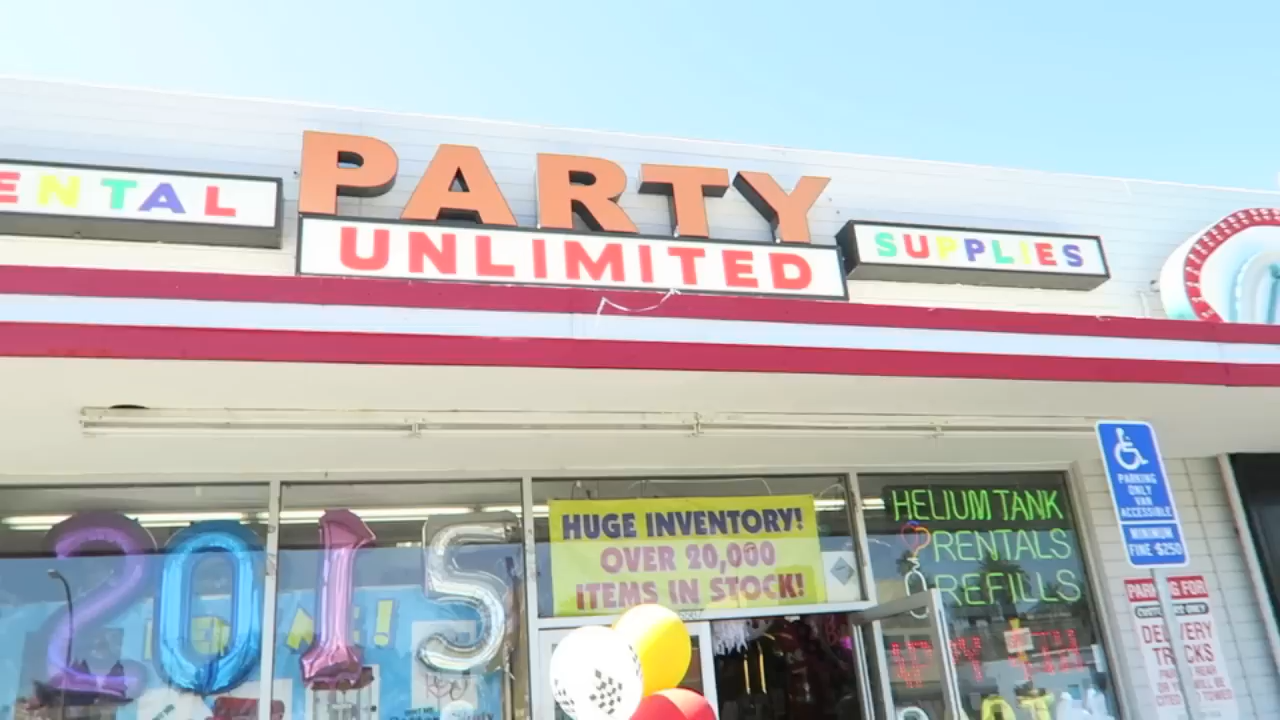 ENTAL
PARTY
UNLIMITED
SUPPLIES
2015
HUGE INVENTORY!
OVER 20,000
ITEMS IN STOCK!
HELIUM TANK
RENTALS
REFILLS
PARKING
ONLY
VAN
ACCESSIBLE
MINIMUM
FINE $250